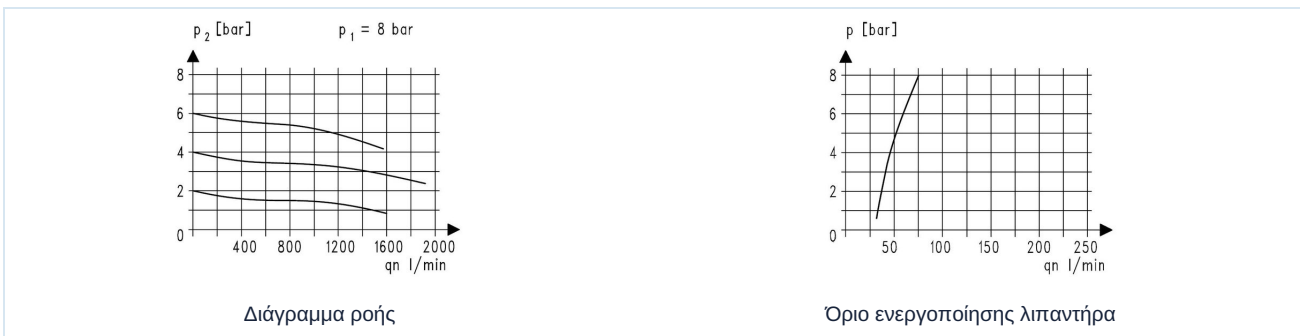 p 2 [bar]
p 1 = 8 bar
8
6
4
2
0
400 800 1200 1600 2000
qn l/min
Διάγραμμα ροής
p [bar]
8
6
4
2
0
50 100 150 200 250
qn l/min
Όριο ενεργοποίησης λιπαντήρα